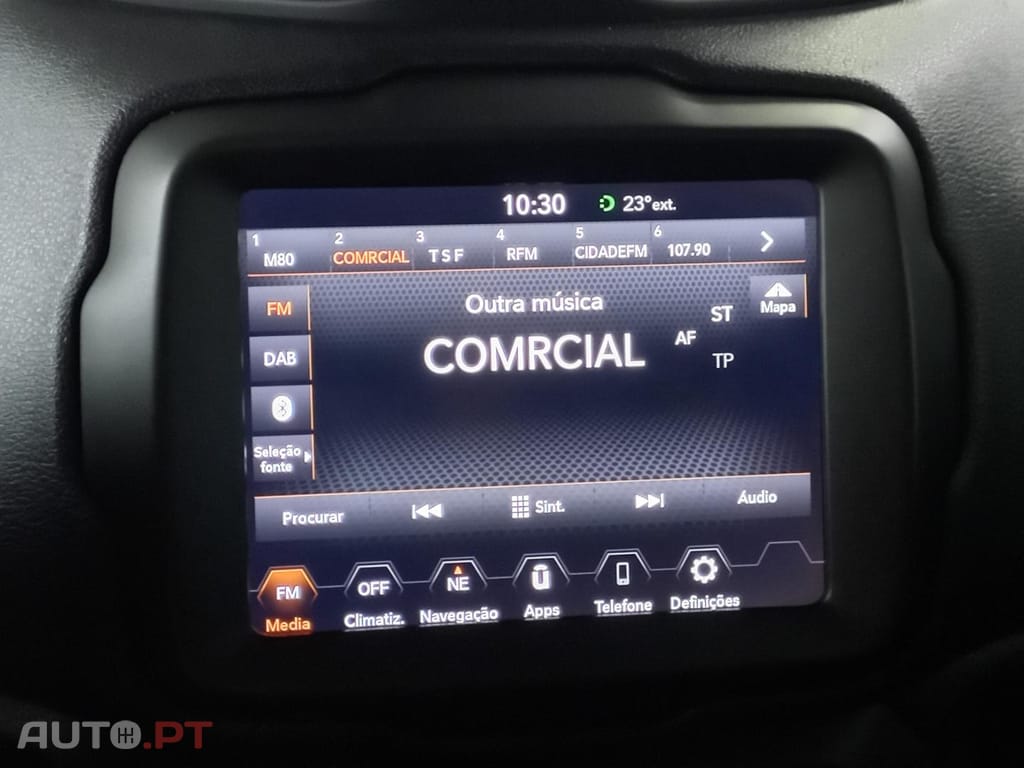 10:30 23°ext.
1 2 3 4 5 6
M80 COMRCIAL TSF RFM CIDADEFM 107.90
FM
Outra música
Mapa
ST
COMRCIAL
AF
TP
DAB
Seleção
fonte
Procurar Sint. Áudio
FM OFF NE
Media Climatiz. Navegação Apps Telefone Definições
AUTO.PT